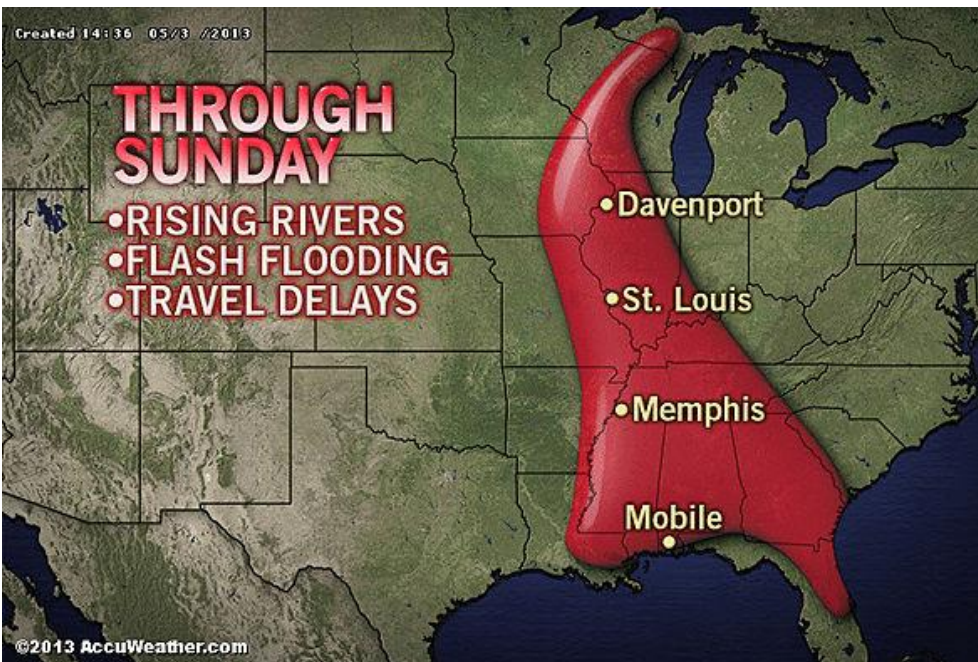 Created 14:36 05/3 /2013
THROUGH
SUNDAY
•RISING RIVERS
•FLASH FLOODING
•TRAVEL DELAYS
Davenport
St. Louis
Memphis
Mobile
©2013 AccuWeather.com